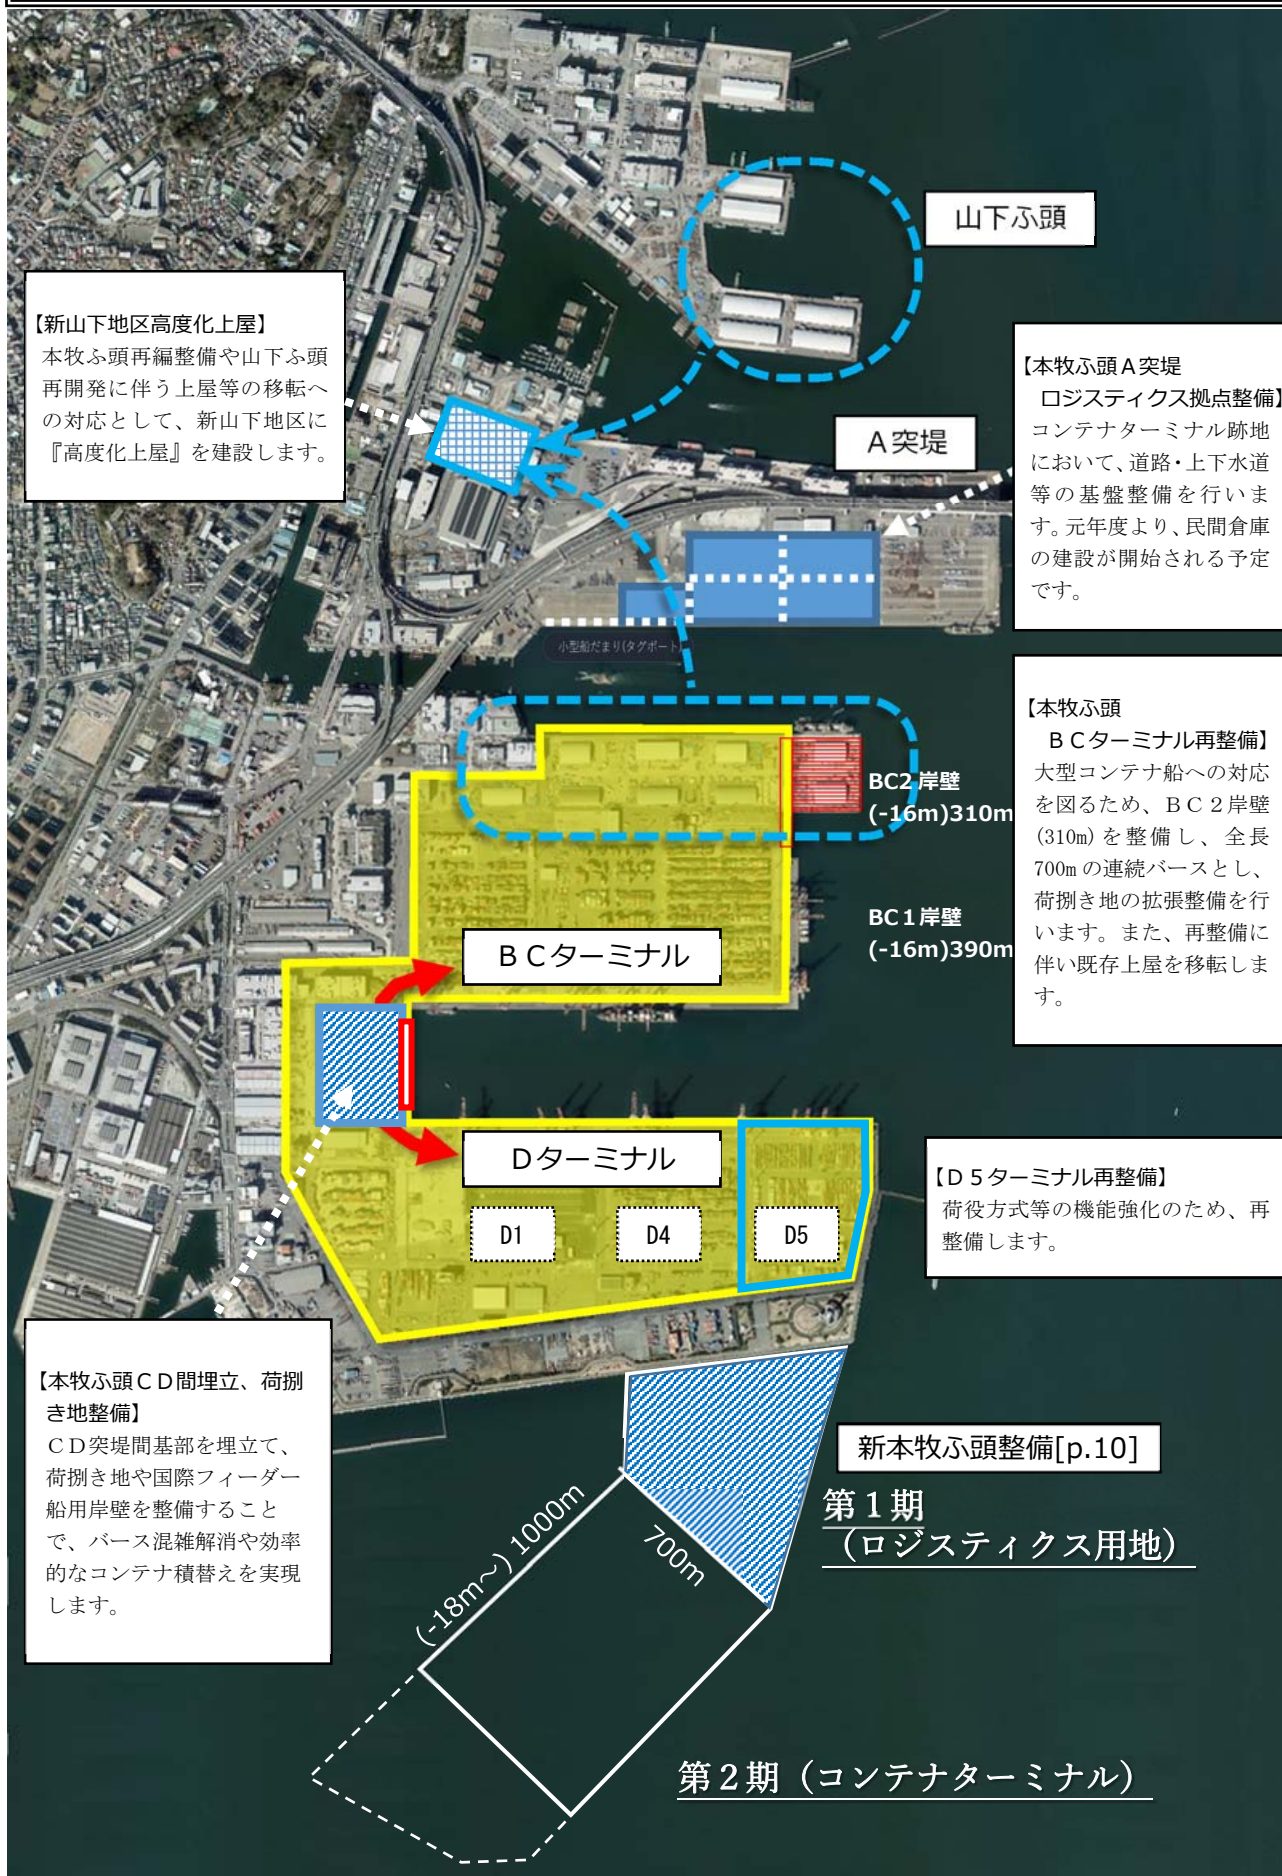 山下ふ頭
【新山下地区高度化上屋】
本牧ふ頭再編整備や山下ふ頭
再開発に伴う上屋等の移転へ
の対応として、新山下地区に
『高度化上屋』を建設します。
A突堤
【本牧ふ頭A突堤
ロジスティクス拠点整備】
コンテナターミナル跡地
において、道路・上下水道
等の基盤整備を行いま
す。元年度より、民間倉庫
の建設が開始される予定
です。
小型船だまり(タグボート)
【本牧ふ頭
BCターミナル再整備】
大型コンテナ船への対応
を図るため、BC2岸壁
(310m)を整備し、全長
700mの連続バースとし、
荷捌き地の拡張整備を行
います。また、再整備に
伴い既存上屋を移転しま
す。
BC2岸壁
(-16m)310m
BC1岸壁
(-16m)390m
BCターミナル
Dターミナル
D1
D4
D5
【D5ターミナル再整備】
荷役方式等の機能強化のため、再
整備します。
【本牧ふ頭CD間埋立、荷捌
き地整備】
CD突堤間基部を埋立て、
荷捌き地や国際フィーダー
船用岸壁を整備すること
で、バース混雑解消や効率
的なコンテナ積替えを実現
します。
新本牧ふ頭整備[p.10]
第1期
(ロジスティクス用地)
(-18m～) 1000m
700m
第2期(コンテナターミナル)